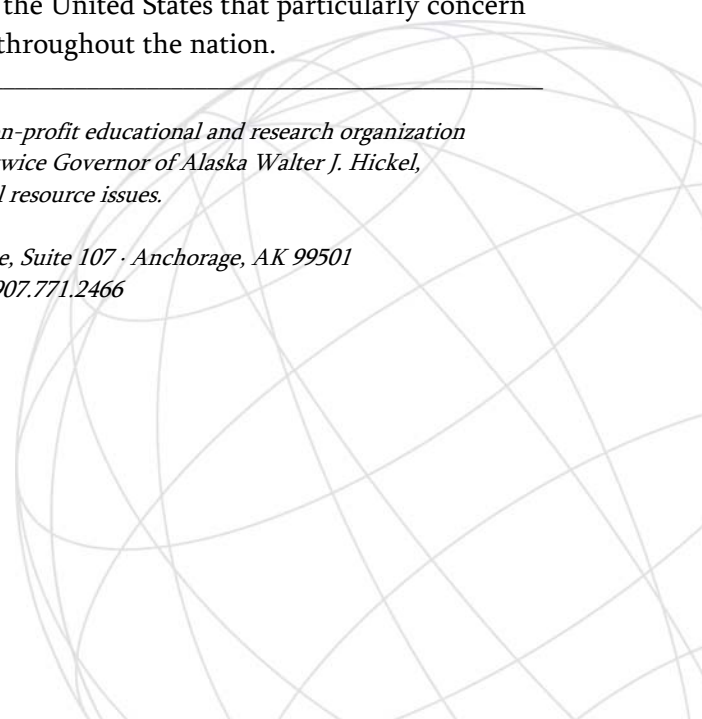 the United States that particularly concern
throughout the nation.
n-profit educational and research organization
wice Governor of Alaska Walter J. Hickel,
l resource issues.
e, Suite 107 · Anchorage, AK 99501
907.771.2466